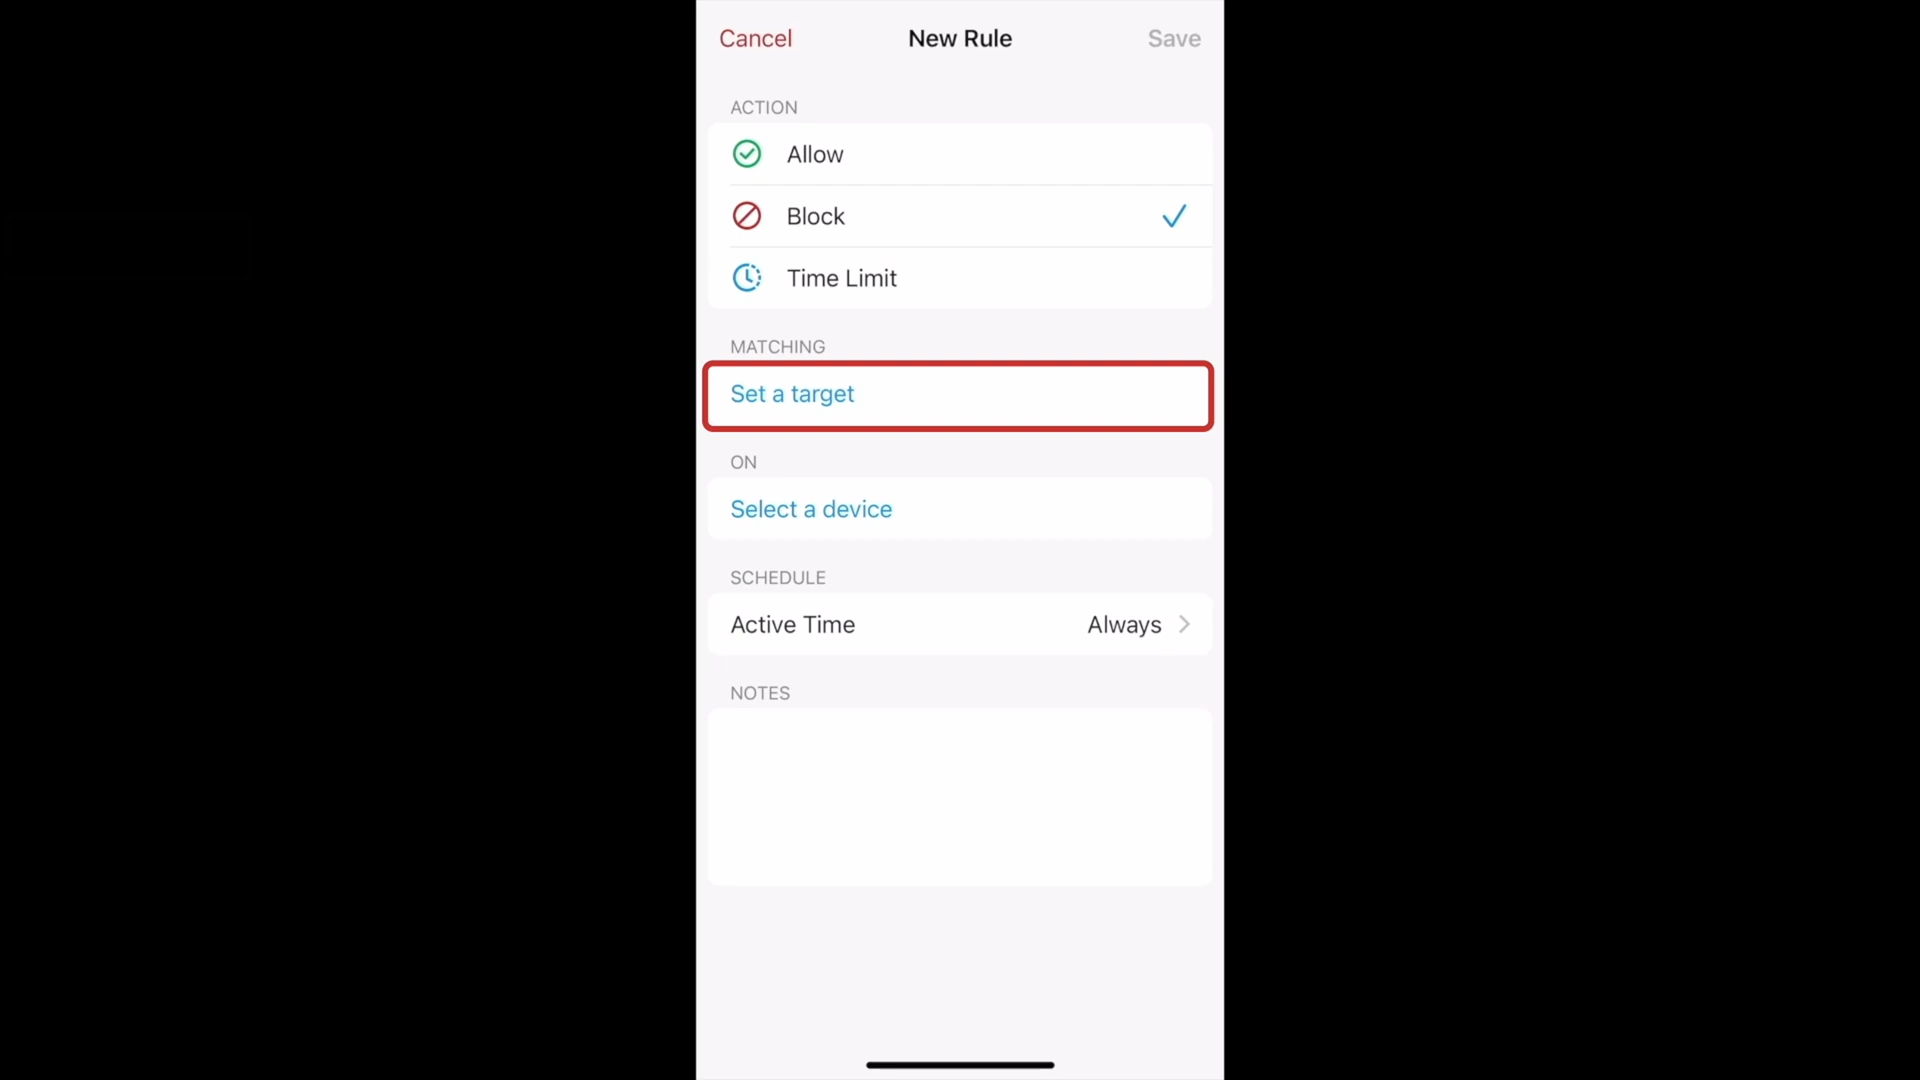 Cancel New Rule Save
ACTION
Allow
Block
Time Limit
MATCHING
Set a target
ON
Select a device
SCHEDULE
Active Time Always
NOTES